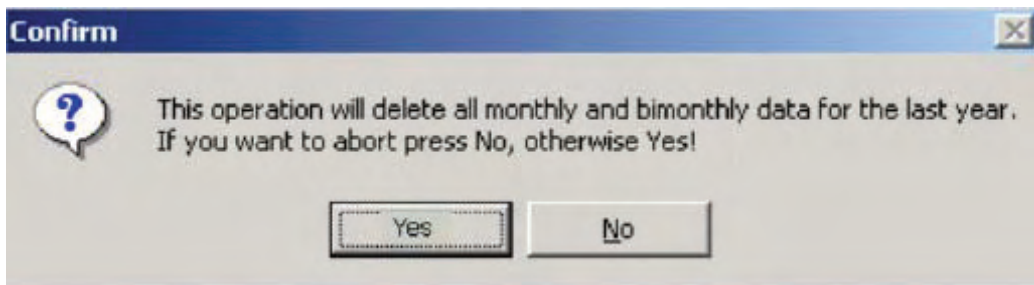 Confirm
?
This operation will delete all monthly and bimonthly data for the last year.
If you want to abort press No, otherwise Yes!
Yes No